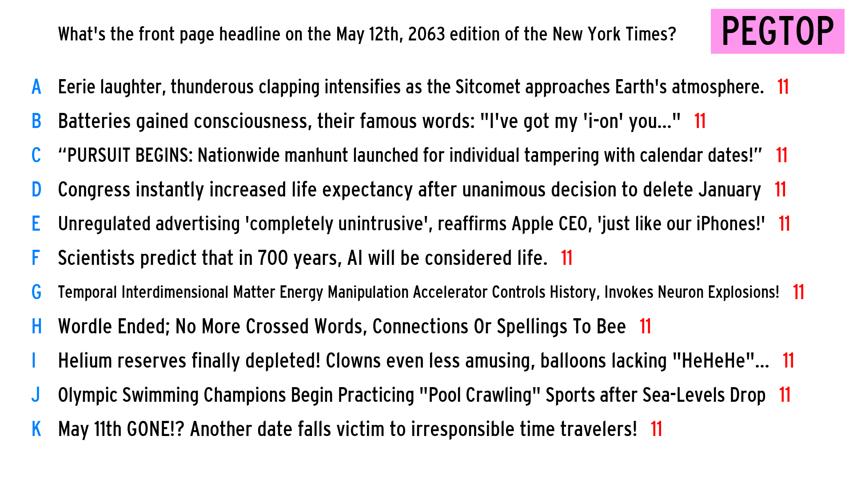 What's the front page headline on the May 12th, 2063 edition of the New York Times?
PEGTOP
A Eerie laughter, thunderous clapping intensifies as the Sitcomet approaches Earth's atmosphere. 11
B Batteries gained consciousness, their famous words: "I've got my 'i-on' you..." 11
C “PURSUIT BEGINS: Nationwide manhunt launched for individual tampering with calendar dates!” 11
D Congress instantly increased life expectancy after unanimous decision to delete January 11
E Unregulated advertising 'completely unintrusive', reaffirms Apple CEO, 'just like our iPhones!' 11
F Scientists predict that in 700 years, AI will be considered life. 11
G Temporal Interdimensional Matter Energy Manipulation Accelerator Controls History, Invokes Neuron Explosions! 11
H Wordle Ended; No More Crossed Words, Connections Or Spellings To Bee 11
I Helium reserves finally depleted! Clowns even less amusing, balloons lacking "HeHeHe"... 11
J Olympic Swimming Champions Begin Practicing "Pool Crawling" Sports after Sea-Levels Drop 11
K May 11th GONE!? Another date falls victim to irresponsible time travelers! 11